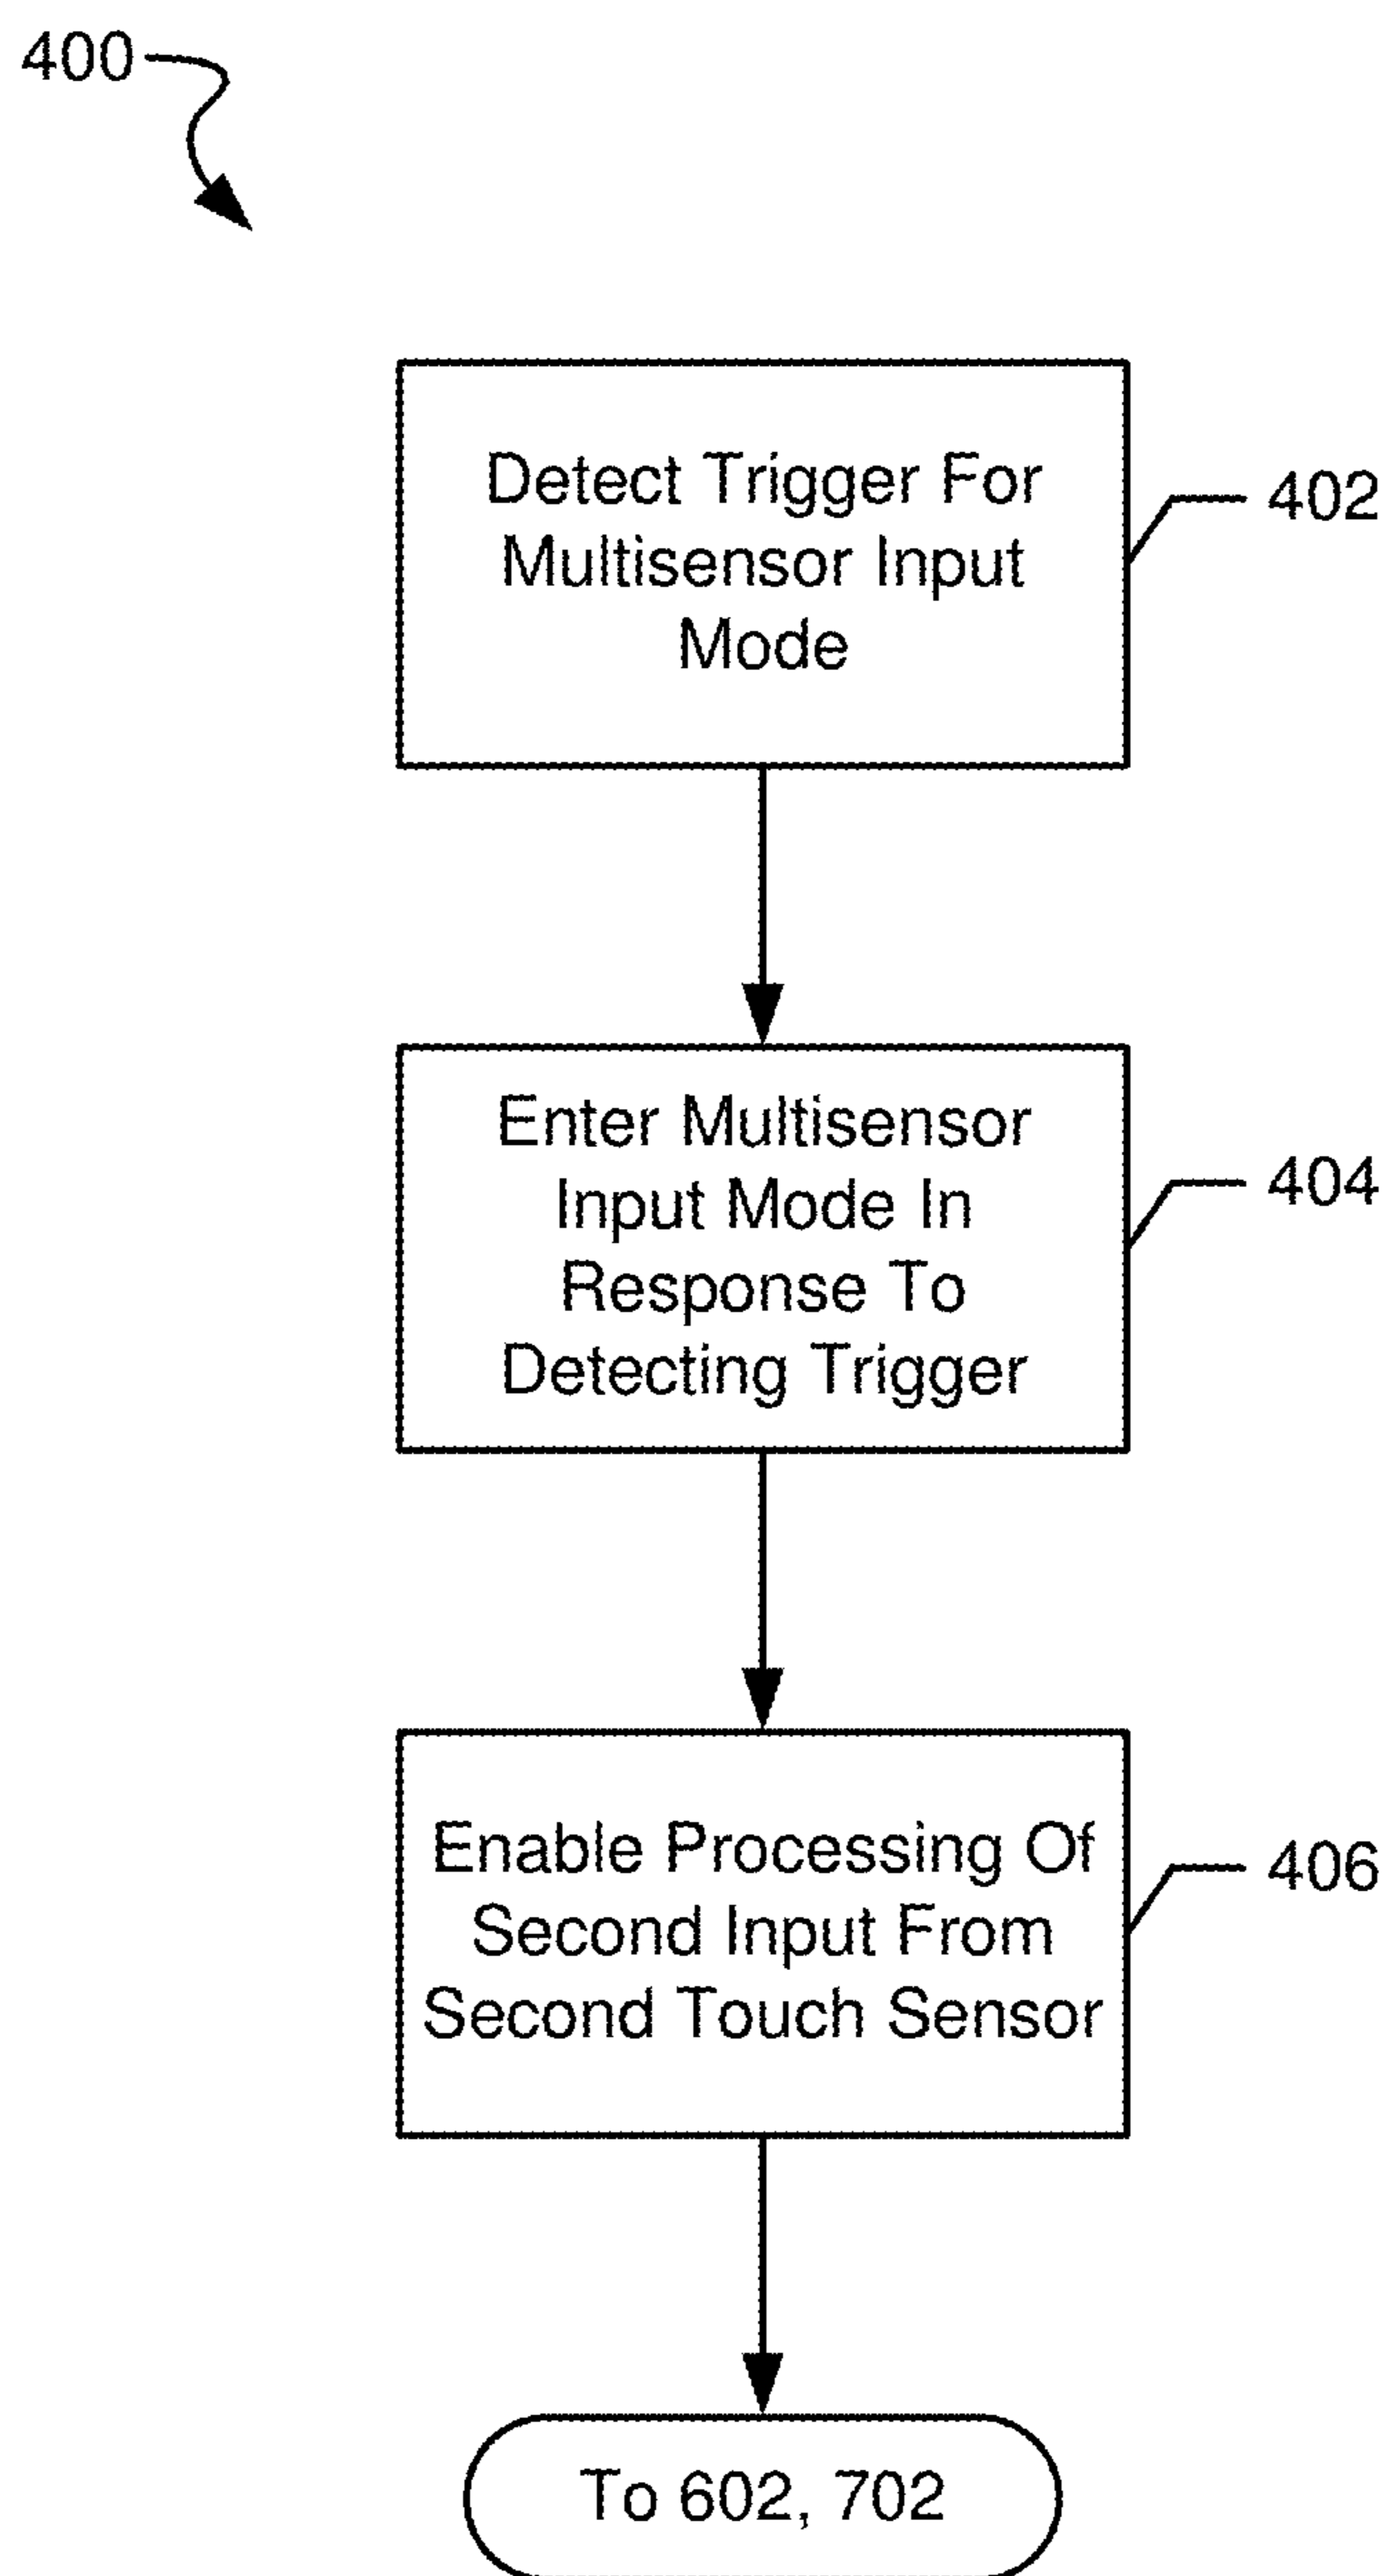 400
Detect Trigger For
Multisensor Input
Mode
402
Enter Multisensor
Input Mode In
Response To
Detecting Trigger
404
Enable Processing Of
Second Input From
Second Touch Sensor
406
To 602, 702